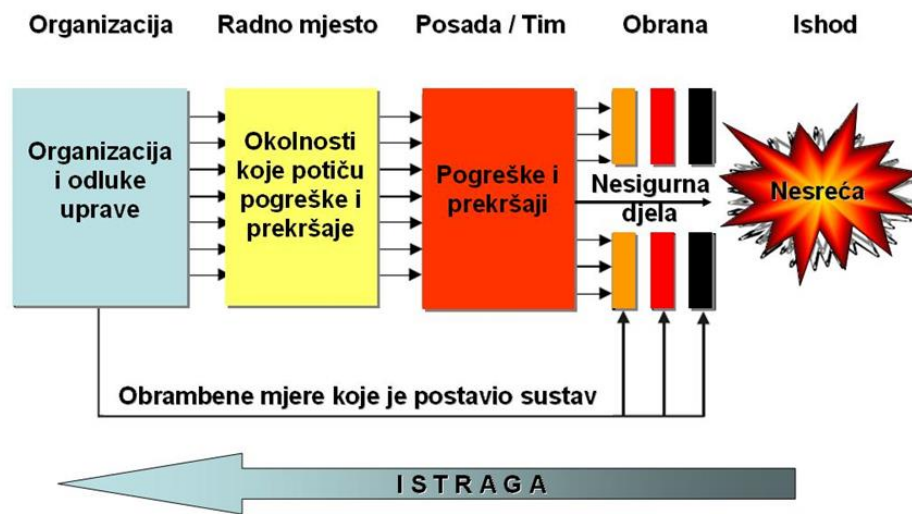 Organizacija
Radno mjesto
Posada / Tim
Obrana
Ishod
Organizacija
i odluke
uprave
Okolnosti
koje potiču
pogreške i
prekršaje
Pogreške i
prekršaji
Nesigurna
djela
Nesreća
Obrambene mjere koje je postavio sustav
ISTRAGA